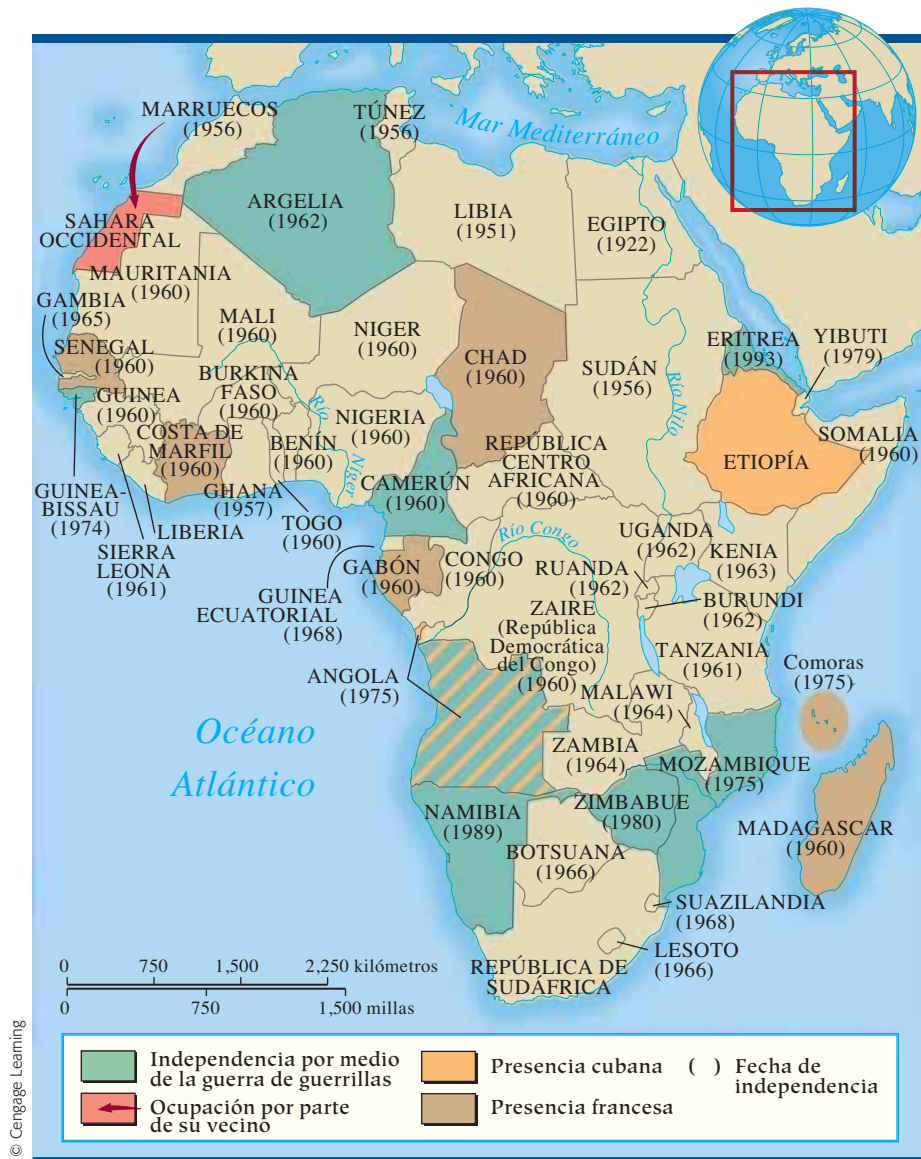 MARRUECOS
(1956)
TÚNEZ
(1956)
Mar Mediterráneo
ARGELIA
(1962)
LIBIA
(1951)
EGIPTO
(1922)
SAHARA
OCCIDENTAL
MAURITANIA
(1960)
GAMBIA
(1965)
MALI
(1960)
NIGER
(1960)
CHAD
(1960)
SUDÁN
(1956)
Río Nilo
ERITREA
(1993)
YIBUTI
(1979)
SENEGAL
(1960)
BURKINA
FASO
(1960)
Río Níger
GUINEA
(1960)
NIGERIA
(1960)
COSTA DE
MARFIL
(1960)
BENÍN
(1960)
REPÚBLICA
CENTRO
AFRICANA
(1960)
ETIOPÍA
SOMALIA
(1960)
GUINEA-
BISSAU
(1974)
GHANA
(1957)
CAMERÚN
(1960)
LIBERIA
TOGO
(1960)
SIERRA
LEONA
(1961)
Río Congo
UGANDA
(1962)
KENIA
(1963)
GABÓN
(1960)
CONGO
(1960)
RUANDA
(1962)
GUINEA
ECUATORIAL
(1968)
BURUNDI
(1962)
ZAIRE
(República
Democrática
del Congo)
(1960)
TANZANIA
(1961)
Comoras
(1975)
ANGOLA
(1975)
MALAWI
(1964)
Océano
Atlántico
ZAMBIA
(1964)
MOZAMBIQUE
(1975)
NAMIBIA
(1989)
ZIMBABUE
(1980)
MADAGASCAR
(1960)
BOTSUANA
(1966)
SUAZILANDIA
(1968)
LESOTO
(1966)
REPÚBLICA DE
SUDÁFRICA
0 750 1,500 2,250 kilómetros
0 750 1,500 millas
Independencia por medio
de la guerra de guerrillas
Ocupación por parte
de su vecino
Presencia cubana
Presencia francesa
( ) Fecha de
independencia
© Cengage Learning